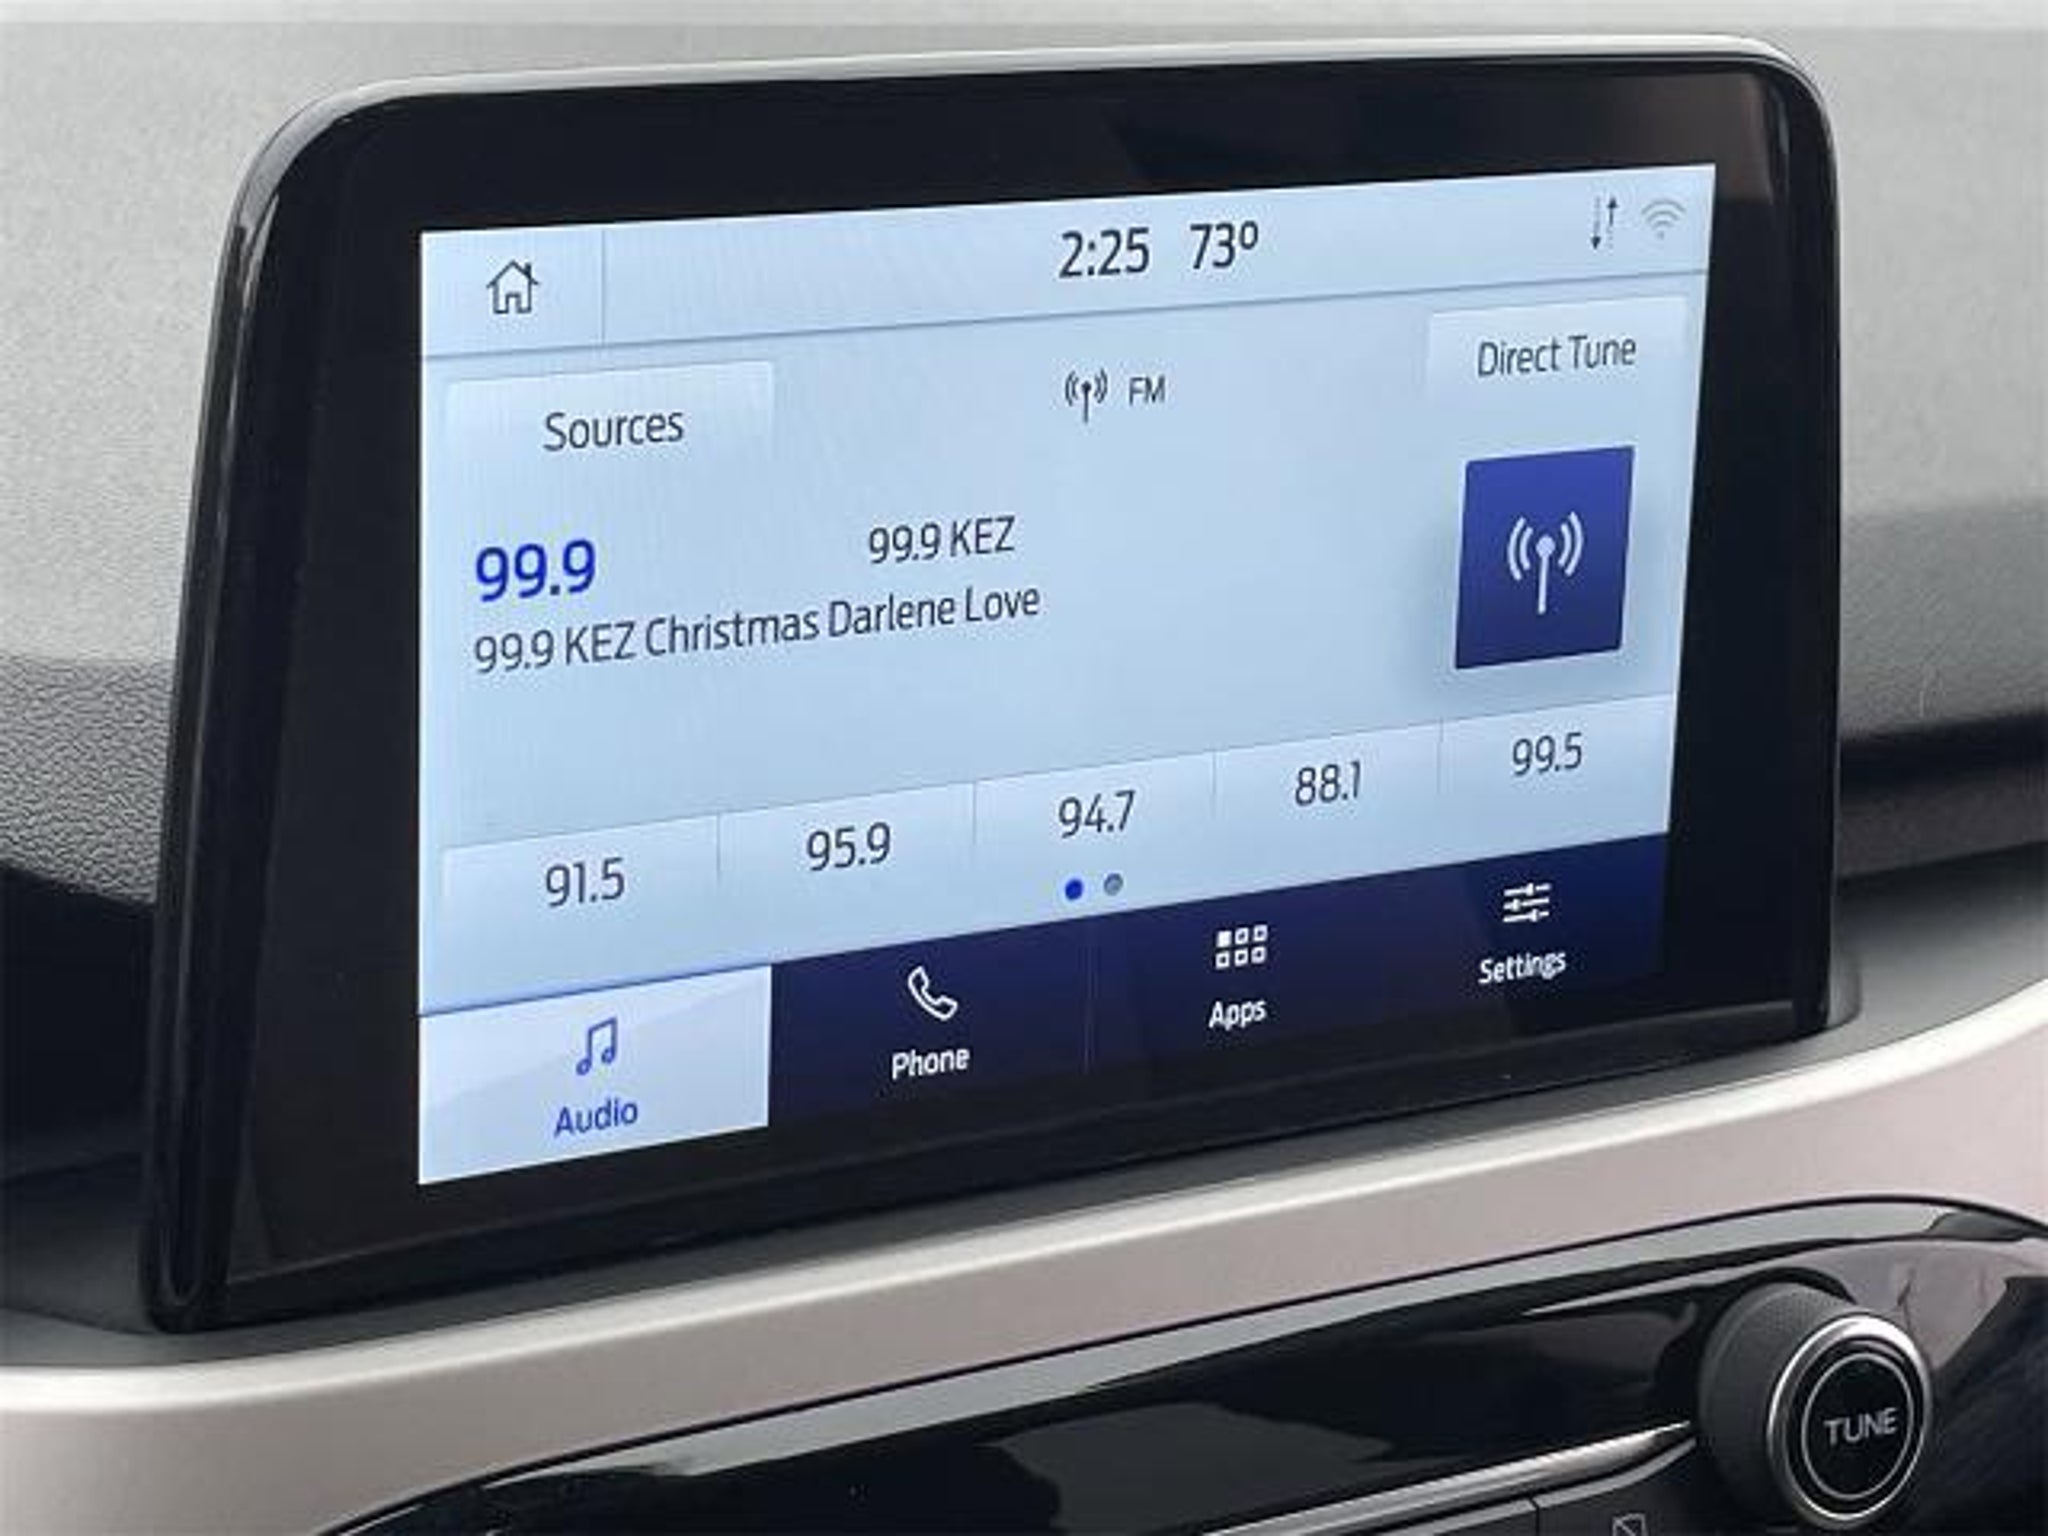 2:25 73°
Sources
FM
Direct Tune
99.9
99.9 KEZ
99.9 KEZ Christmas Darlene Love
91.5
95.9
94.7
88.1
99.5
Audio
Phone
Apps
Settings
TUNE